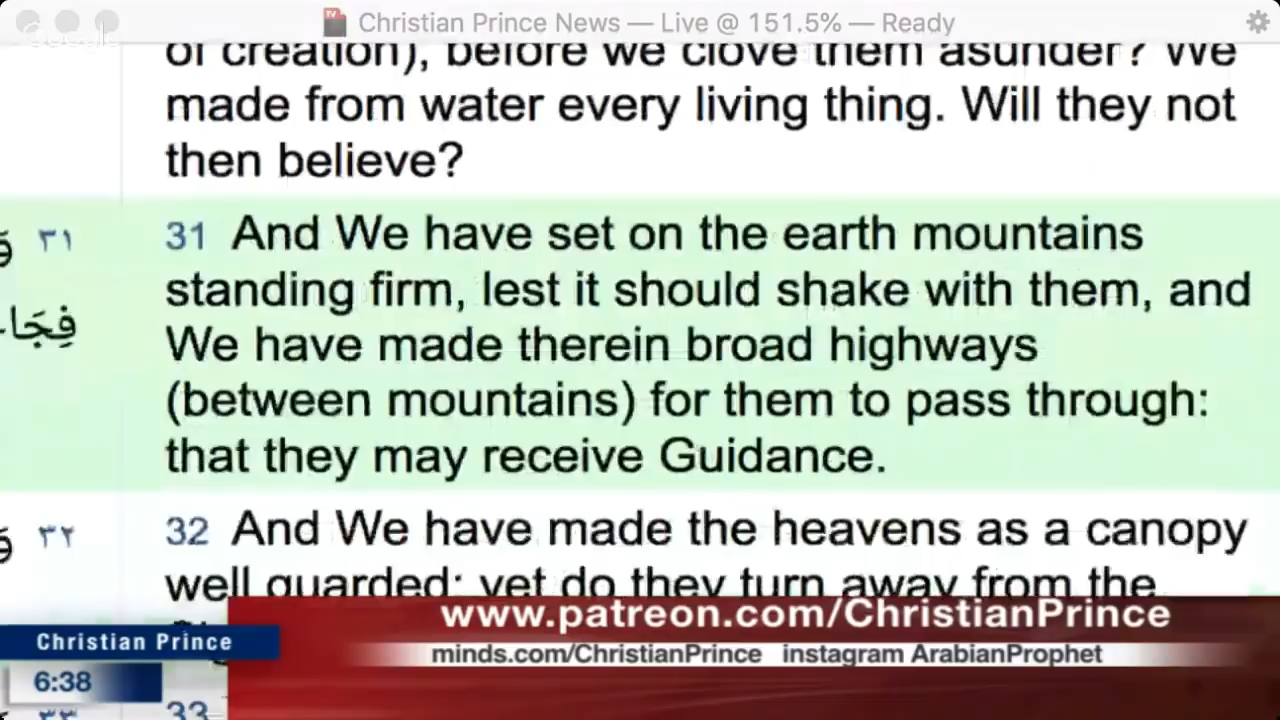 Christian Prince News — Live @ 151.5% — Ready
Google
of creation), before we clove them asunder? We
made from water every living thing. Will they not
then believe?
٣١
31 And We have set on the earth mountains
standing firm, lest it should shake with them, and
فِجَا
We have made therein broad highways
(between mountains) for them to pass through:
that they may receive Guidance.
٣٢
32 And We have made the heavens as a canopy
well guarded: yet do they turn away from the
www.patreon.com/ChristianPrince
Christian Prince
minds.com/ChristianPrince instagram ArabianProphet
6:38
٣٣
33